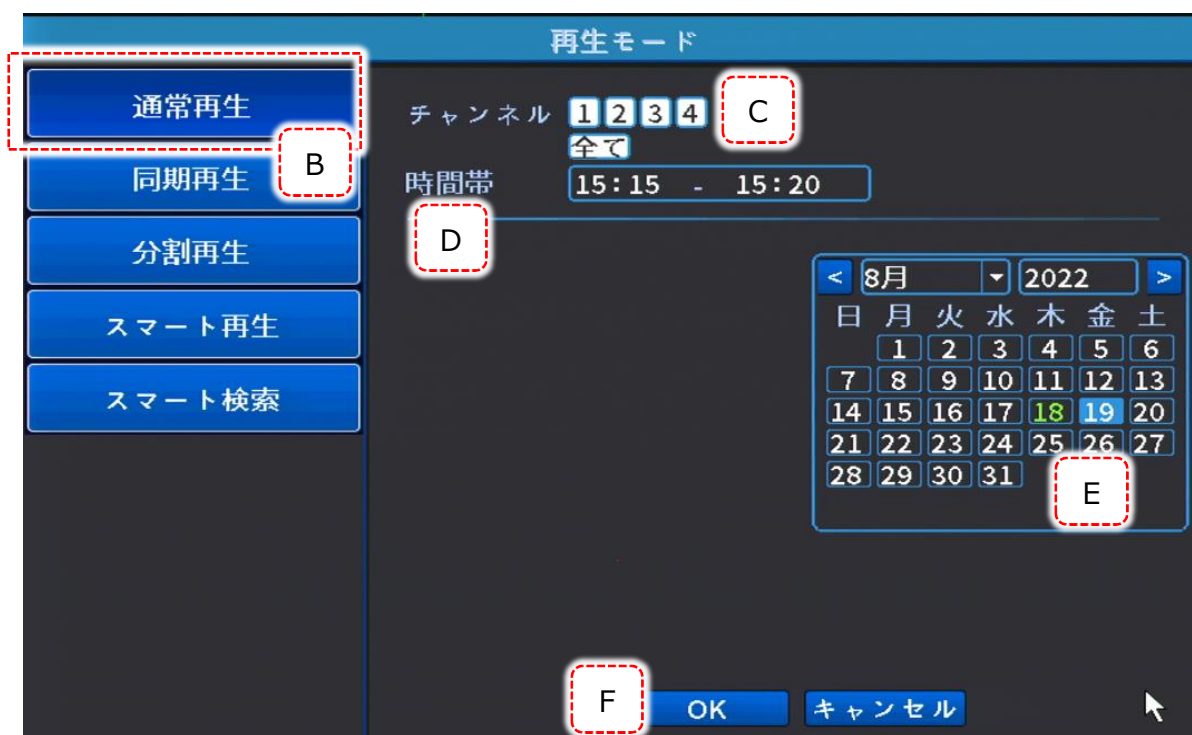 再生モード
通常再生
B
同期再生
分割再生
スマート再生
スマート検索
チャンネル 1 2 3 4 C
全て
時間帯 15:15 - 15:20
D
< 8月 2022 >
日 月 火 水 木 金 土
1 2 3 4 5 6
7 8 9 10 11 12 13
14 15 16 17 18 19 20
21 22 23 24 25 26 27
28 29 30 31
E
F OK キャンセル